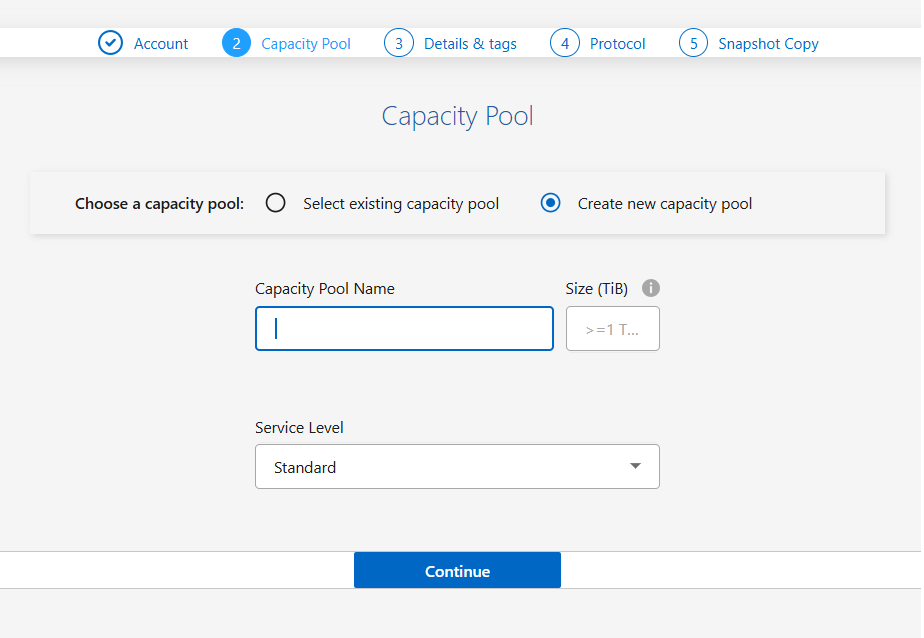 Account 2 Capacity Pool 3 Details & tags 4 Protocol 5 Snapshot Copy
Capacity Pool
Choose a capacity pool: Select existing capacity pool Create new capacity pool
Capacity Pool Name Size (TiB) i
>=1 T...
Service Level
Standard
Continue